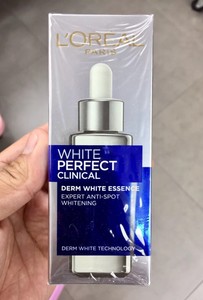 L'ORÉAL
PARIS
WHITE
PERFECT
CLINICAL
DERM WHITE ESSENCE
EXPERT ANTI-SPOT
WHITENING
DERM WHITE TECHNOLOGY